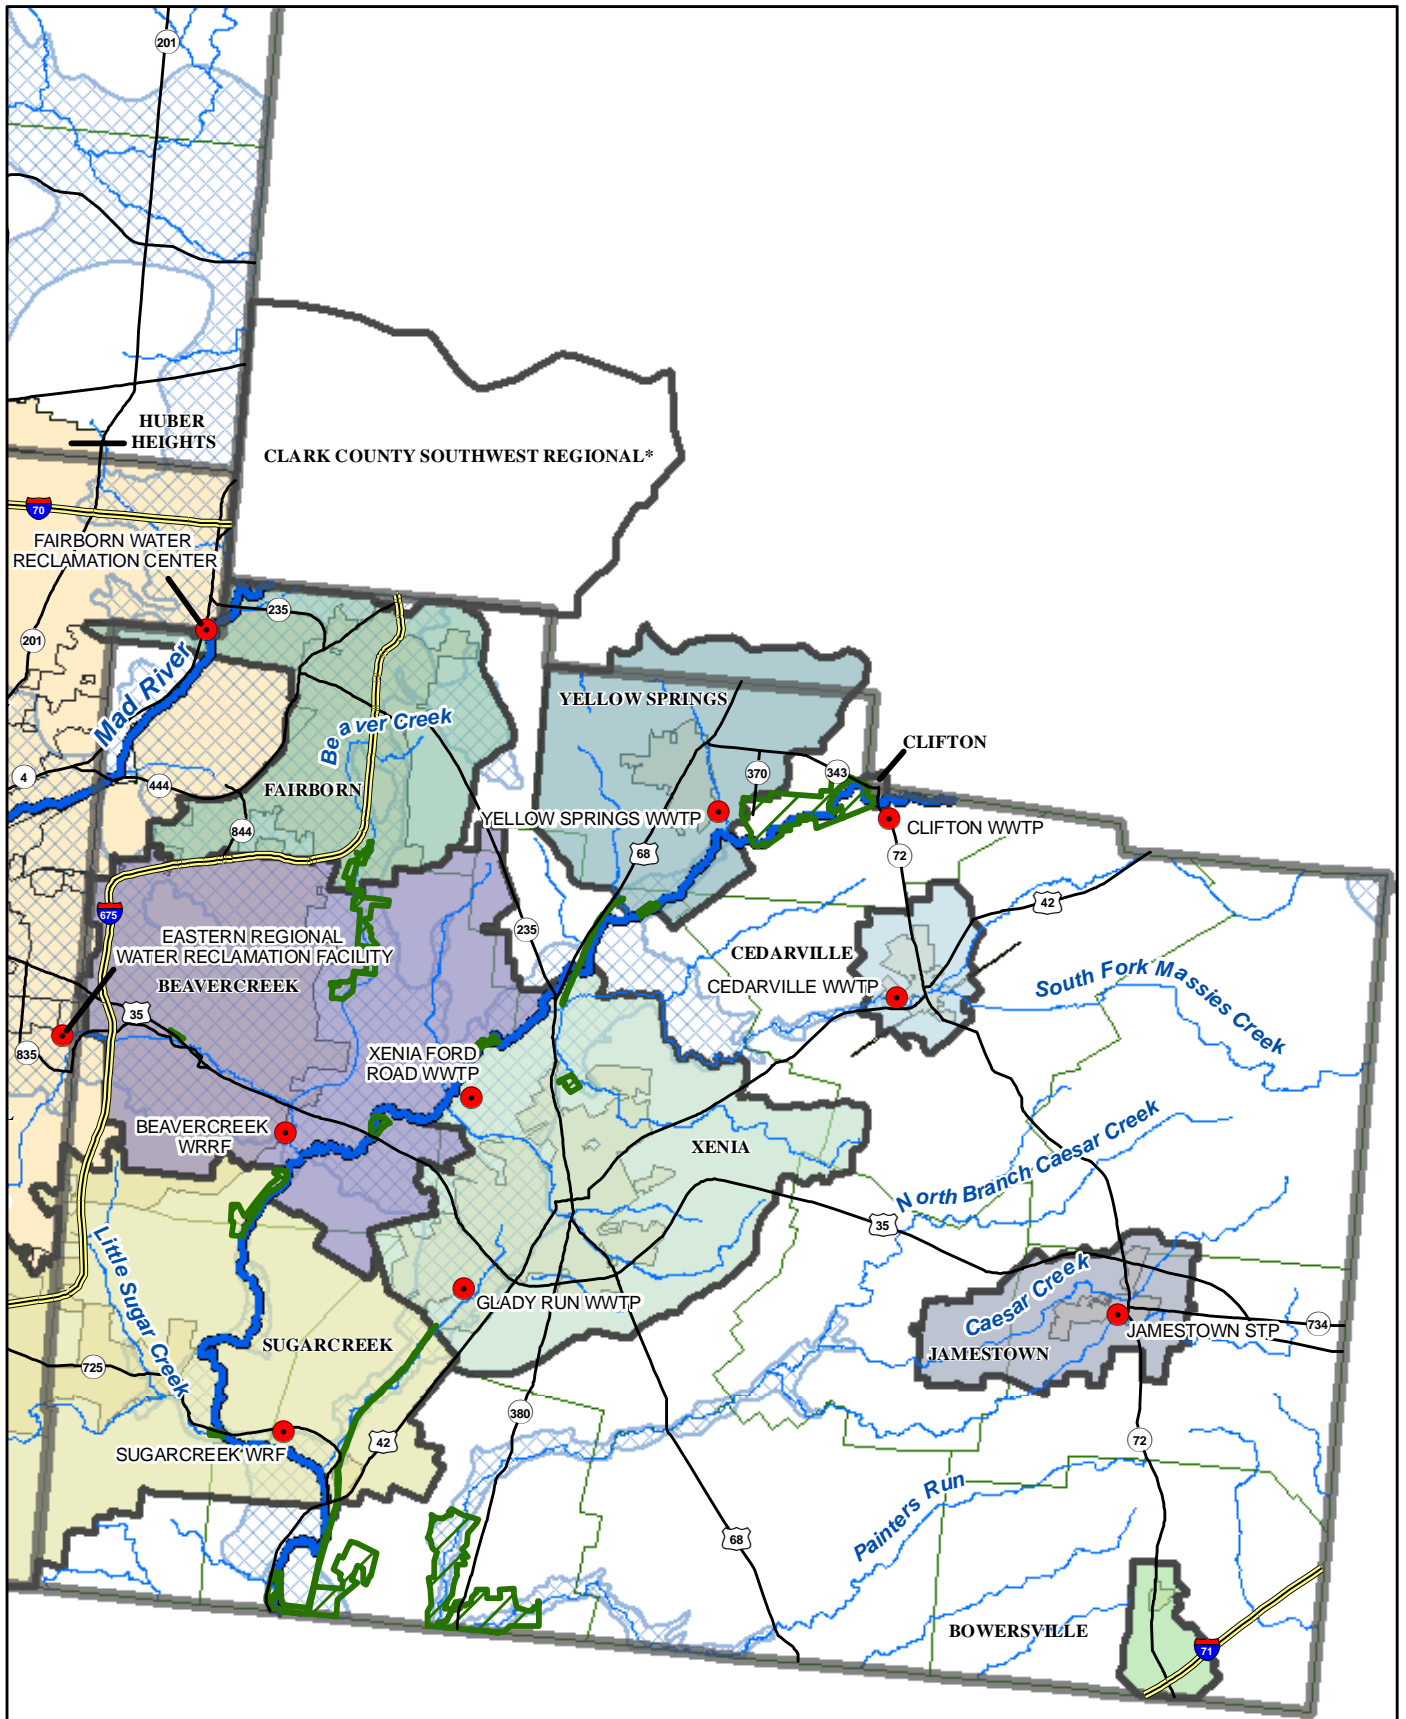 201
HUBER
HEIGHTS
CLARK COUNTY SOUTHWEST REGIONAL*
70
FAIRBORN WATER
RECLAMATION CENTER
235
201
Mad River
YELLOW SPRINGS
Beaver Creek
CLIFTON
4
444
370
343
FAIRBORN
844
YELLOW SPRINGS WWTP
CLIFTON WWTP
68
72
675
42
235
EASTERN REGIONAL
WATER RECLAMATION FACILITY
BEAVERCREEK
CEDARVILLE
CEDARVILLE WWTP
South Fork Massies Creek
35
835
XENIA FORD
ROAD WWTP
BEAVERCREEK
WRRF
XENIA
North Branch Caesar Creek
35
Little Sugar Creek
Caesar Creek
GLADY RUN WWTP
SUGARCREEK
JAMESTOWN STP
734
JAMESTOWN
725
380
42
72
SUGARCREEK WRF
Painters Run
68
BOWERSVILLE
71